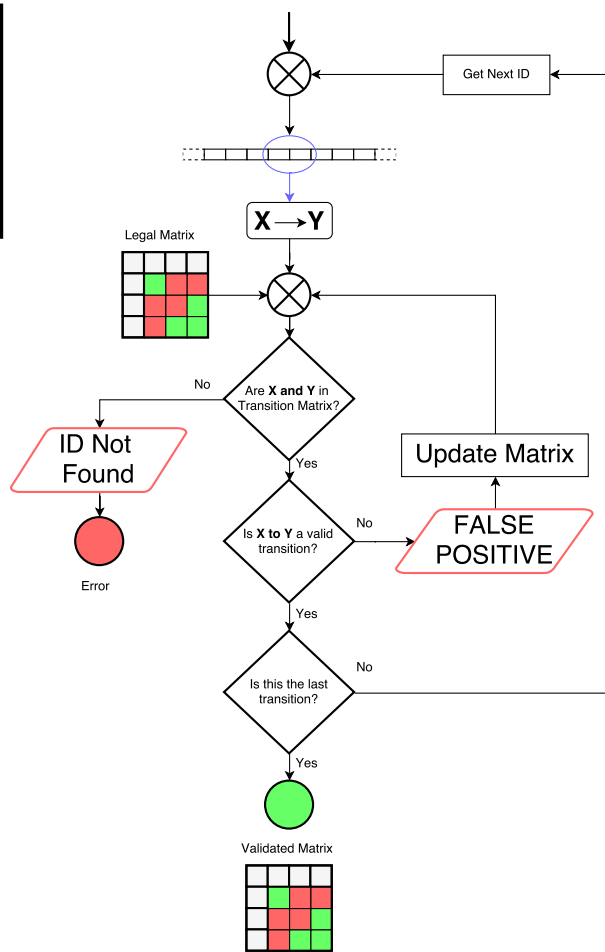 Get Next ID
X → Y
Legal Matrix
Are X and Y in
Transition Matrix?
No
Yes
ID Not
Found
Error
Update Matrix
Is X to Y a valid
transition?
No
FALSE
POSITIVE
Yes
Is this the last
transition?
No
Yes
Validated Matrix